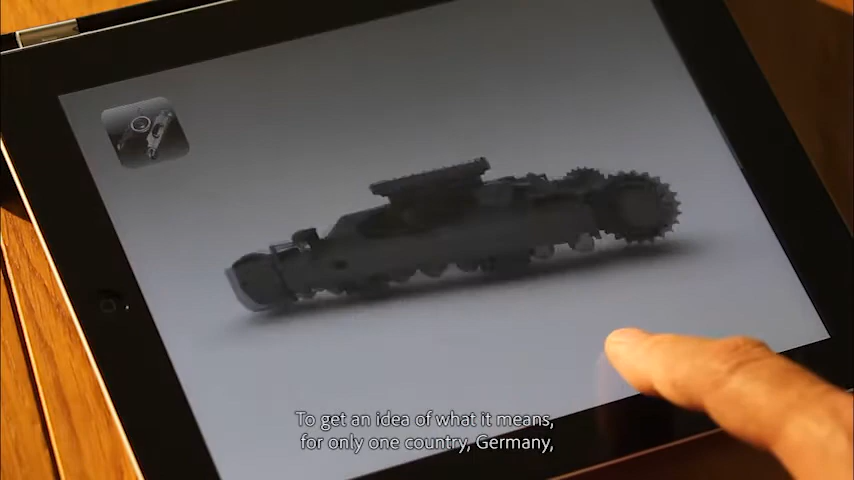 To get an idea of what it means,
for only one country, Germany,